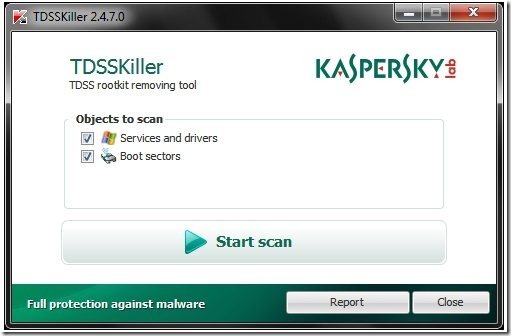 TDSSKiller 2.4.7.0
TDSSKiller
TDSS rootkit removing tool
KASPERSKY lab
Objects to scan
Services and drivers
Boot sectors
Start scan
Full protection against malware
Report
Close